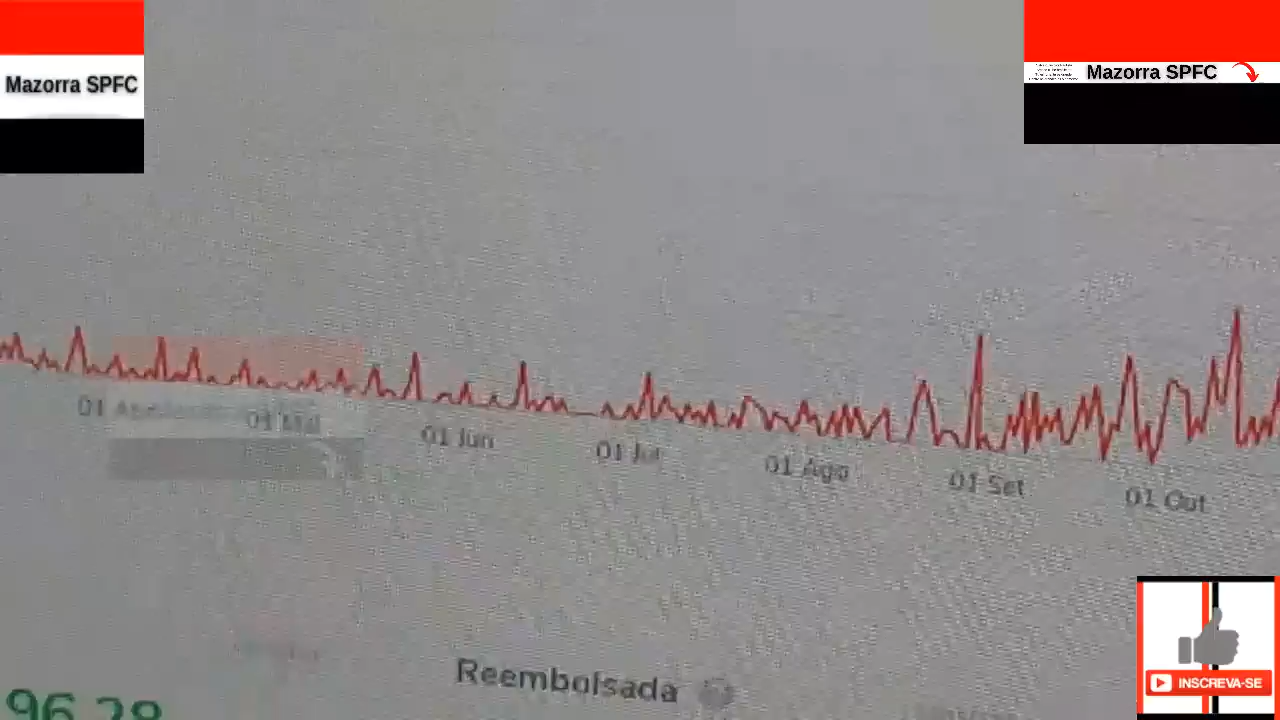 Mazorra SPFC
Mazorra SPFC
01
01 Mai
01 Jun
01 Jul
01 Ago
01 Set
01 Out
Reembolsada
96,28
INSCREVA-SE